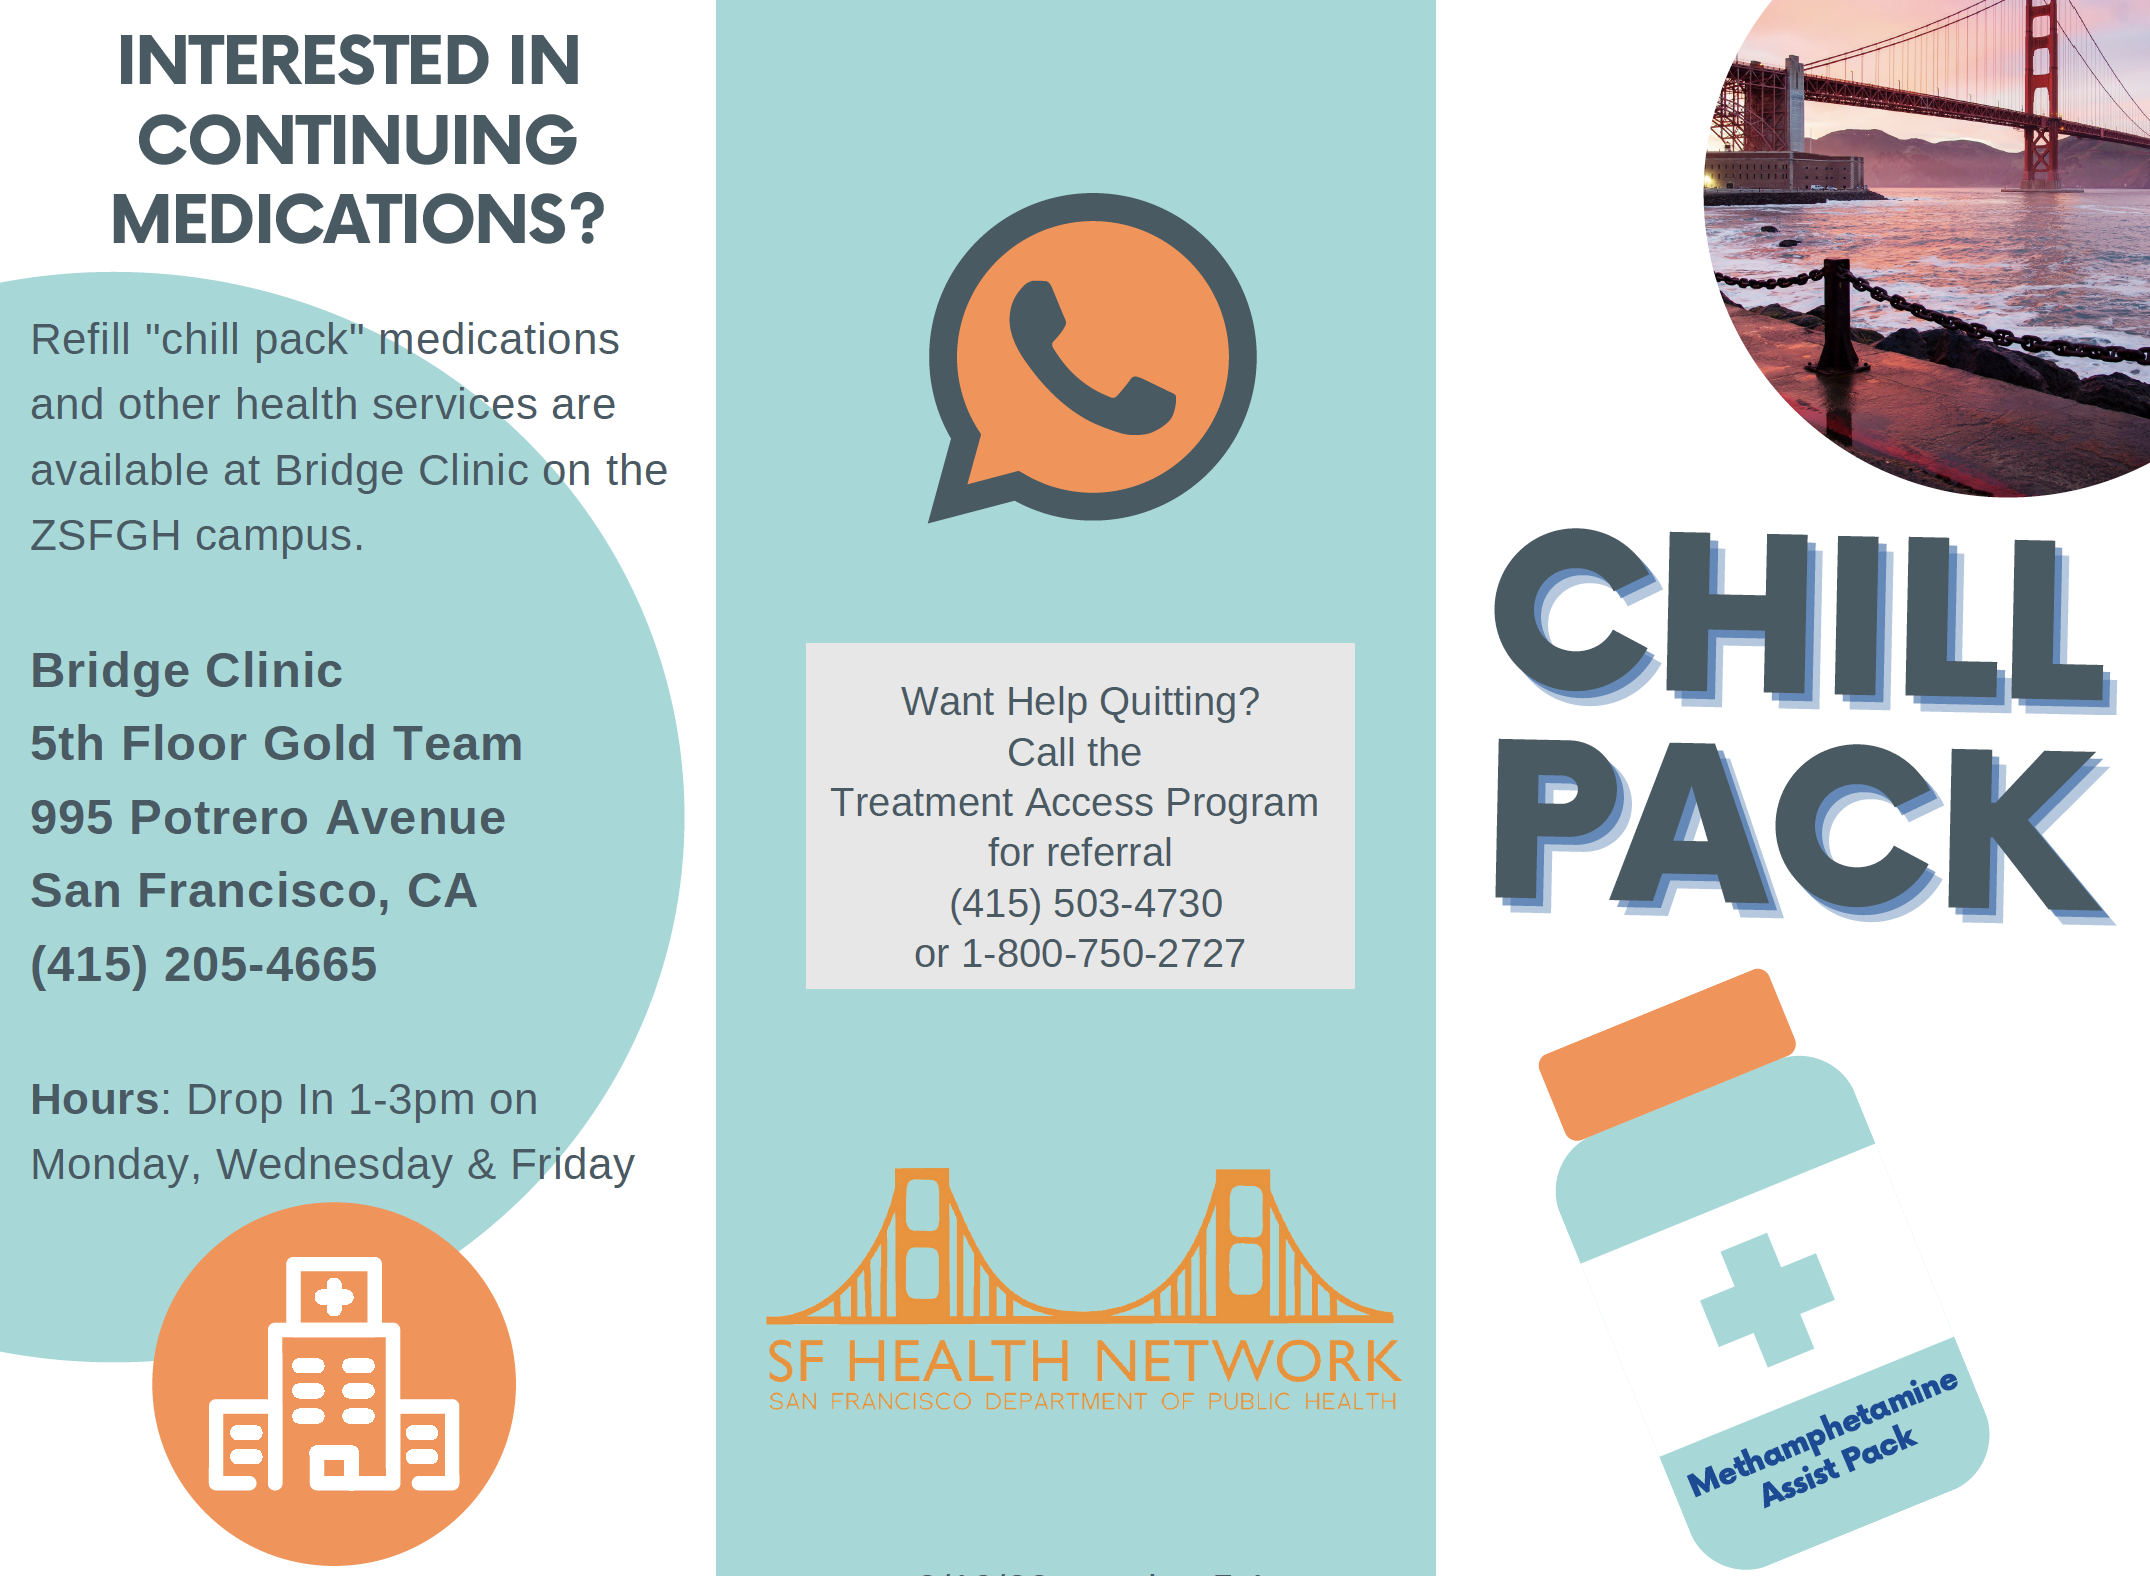 INTERESTED IN
CONTINUING
MEDICATIONS?
Refill "chill pack" medications
and other health services are
available at Bridge Clinic on the
ZSFGH campus.
Bridge Clinic
5th Floor Gold Team
995 Potrero Avenue
San Francisco, CA
(415) 205-4665
Hours: Drop In 1-3pm on
Monday, Wednesday & Friday
Want Help Quitting?
Call the
Treatment Access Program
for referral
(415) 503-4730
or 1-800-750-2727
SF HEALTH NETWORK
SAN FRANCISCO DEPARTMENT OF PUBLIC HEALTH
CHILL
PACK
Methamphetamine
Assist Pack